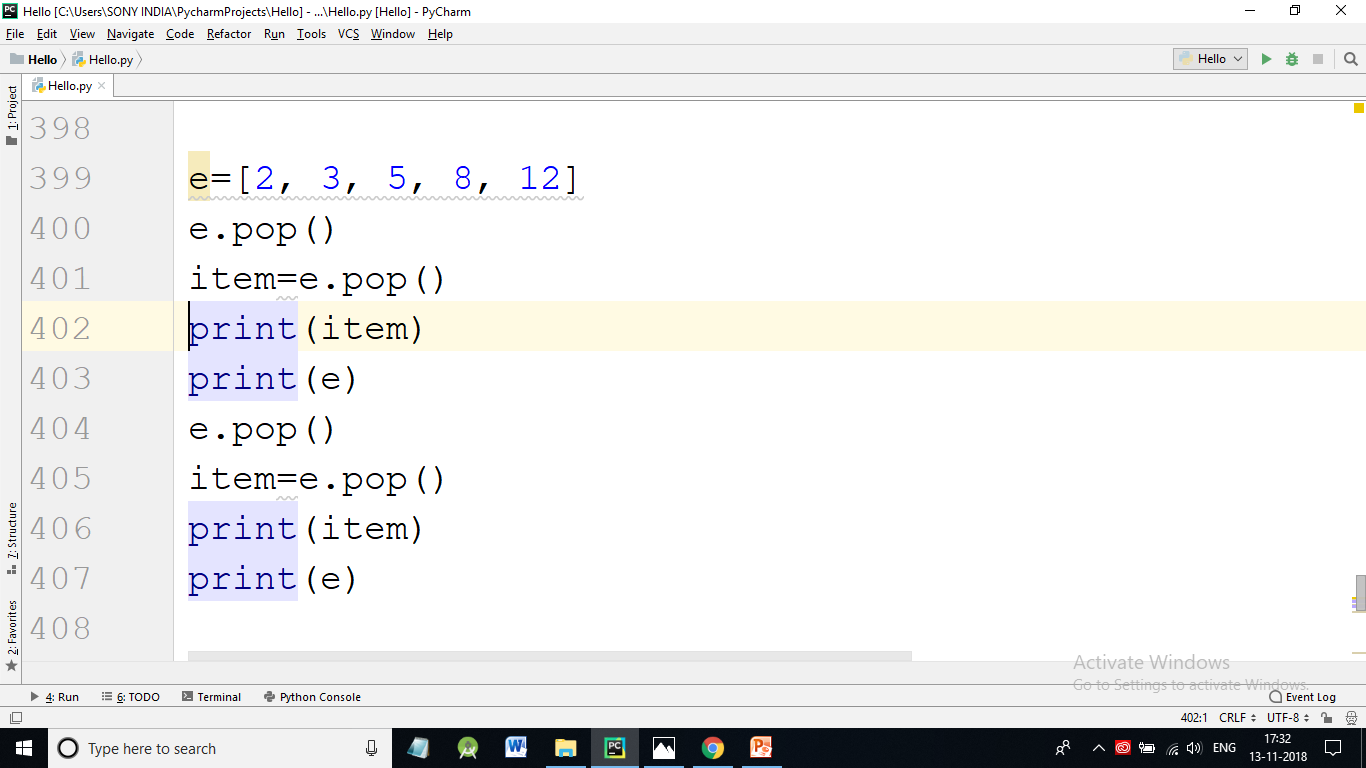 Hello [C:\Users\SONY INDIA\PycharmProjects\Hello] - ...\Hello.py [Hello] - PyCharm
File Edit View Navigate Code Refactor Run Tools VCS Window Help
Hello Hello.py Hello
Hello.py
1: Project
398
399 e=[2, 3, 5, 8, 12]
400 e.pop()
401 item=e.pop()
402 print(item)
403 print(e)
404 e.pop()
405 item=e.pop()
406 print(item)
407 print(e)
408
7: Structure
2: Favorites
Activate Windows
Go to Settings to activate Windows.
4: Run 6: TODO Terminal Python Console Event Log
402:1 CRLF UTF-8
Type here to search
ENG
17:32
13-11-2018